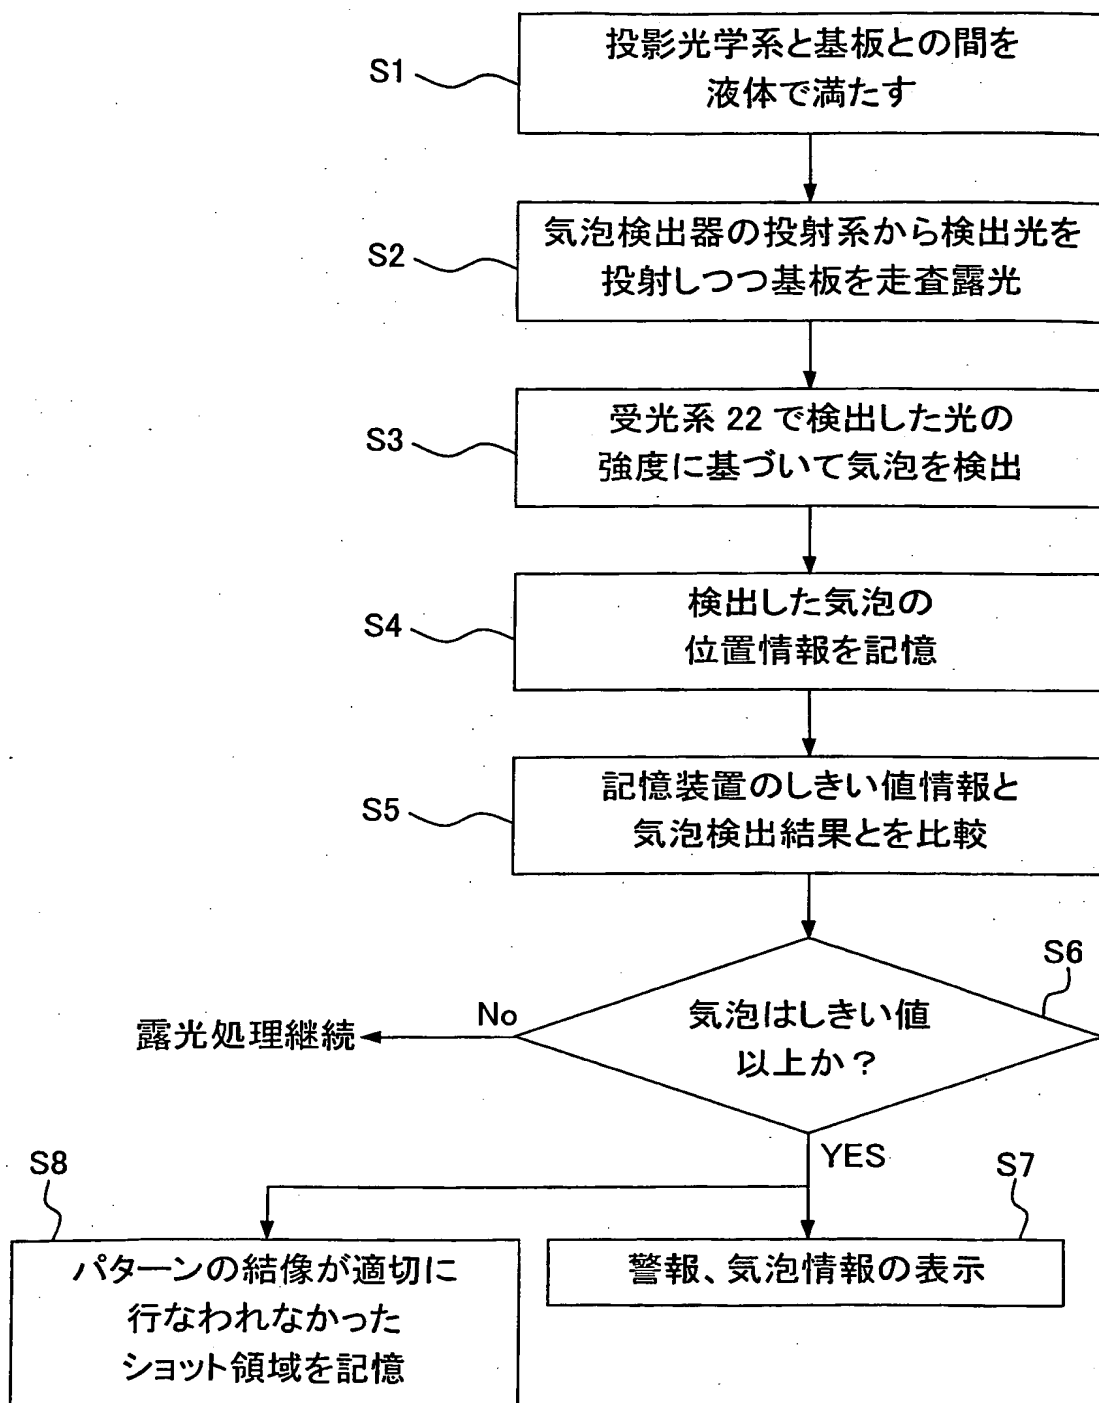 S1
投影光学系と基板との間を
液体で満たす
S2
気泡検出器の投射系から検出光を
投射しつつ基板を走査露光
S3
受光系 22 で検出した光の
強度に基づいて気泡を検出
S4
検出した気泡の
位置情報を記憶
S5
記憶装置のしきい値情報と
気泡検出結果とを比較
S6
気泡はしきい値
以上か？
No
露光処理継続
YES
S8
パターンの結像が適切に
行なわれなかった
ショット領域を記憶
S7
警報、気泡情報の表示